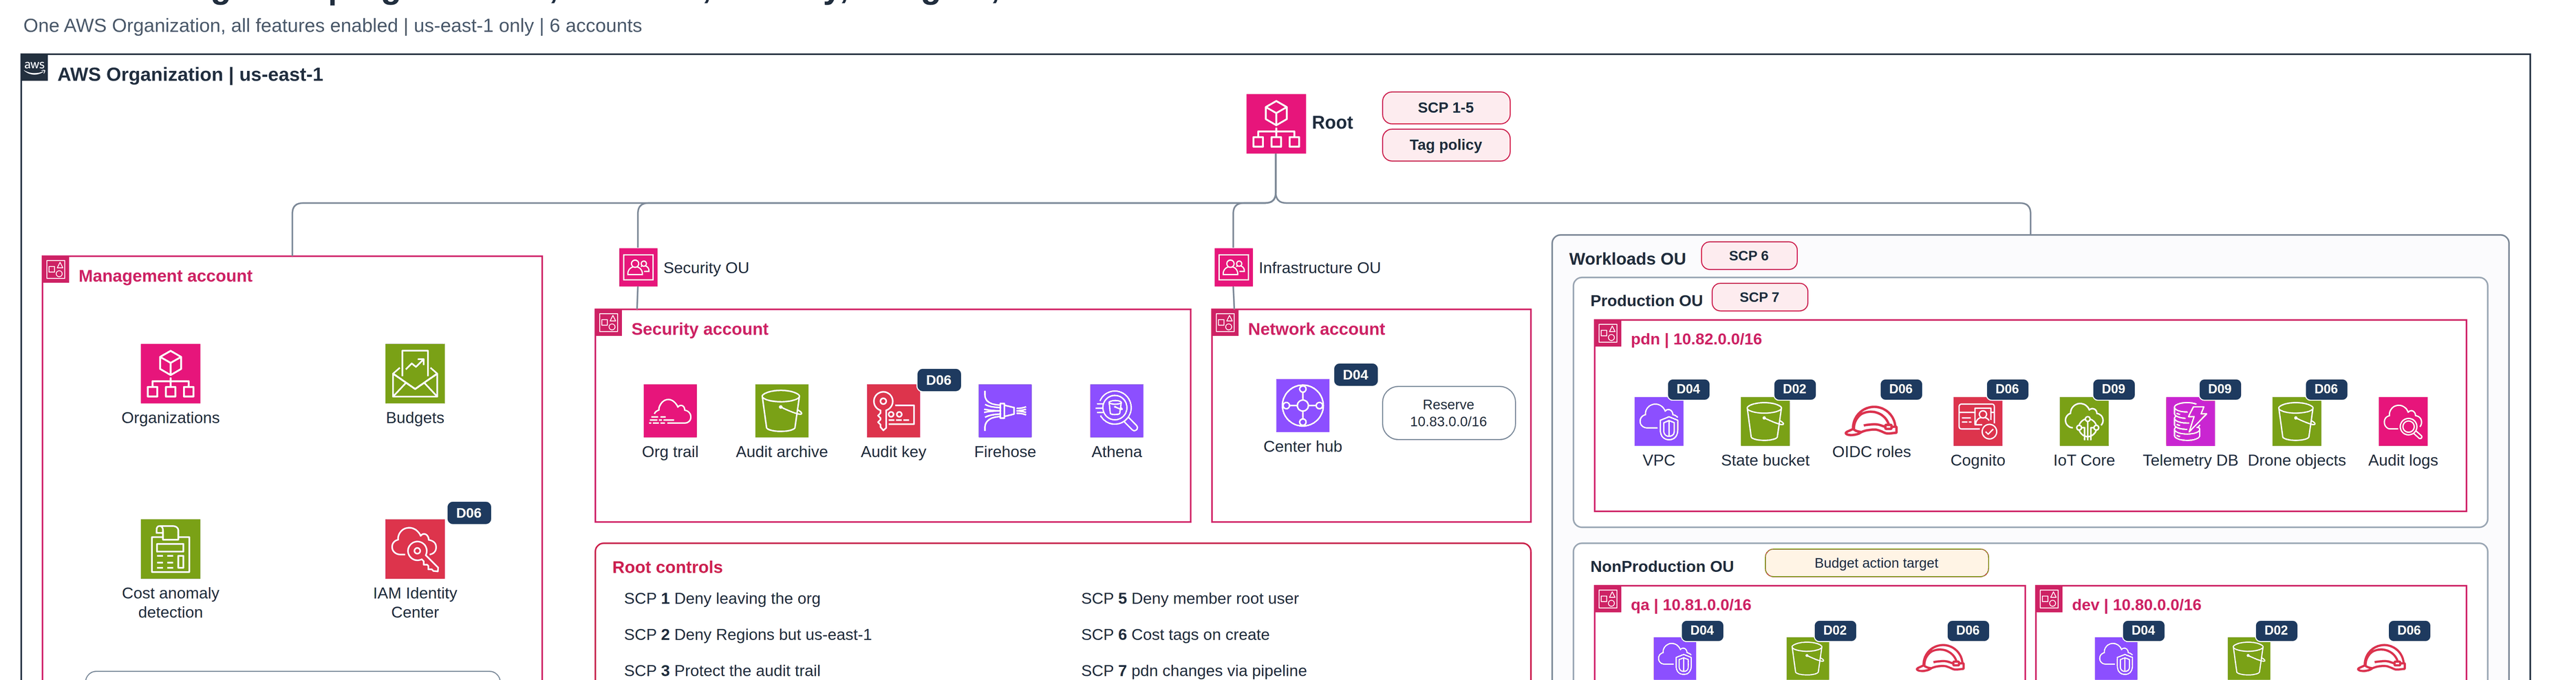 One AWS Organization, all features enabled | us-east-1 only | 6 accounts
aws
AWS Organization | us-east-1
Root
SCP 1-5
Tag policy
Management account
Organizations
Budgets
Cost anomaly
detection
D06
IAM Identity
Center
Security OU
Security account
Org trail
Audit archive
D06
Audit key
Firehose
Athena
Infrastructure OU
Network account
D04
Center hub
Reserve
10.83.0.0/16
Root controls
SCP 1 Deny leaving the org
SCP 2 Deny Regions but us-east-1
SCP 3 Protect the audit trail
SCP 5 Deny member root user
SCP 6 Cost tags on create
SCP 7 pdn changes via pipeline
Workloads OU
SCP 6
Production OU
SCP 7
pdn | 10.82.0.0/16
D04
VPC
D02
State bucket
D06
OIDC roles
D06
Cognito
D09
IoT Core
D09
Telemetry DB
D06
Drone objects
Audit logs
NonProduction OU
Budget action target
qa | 10.81.0.0/16
D04
D02
D06
dev | 10.80.0.0/16
D04
D02
D06